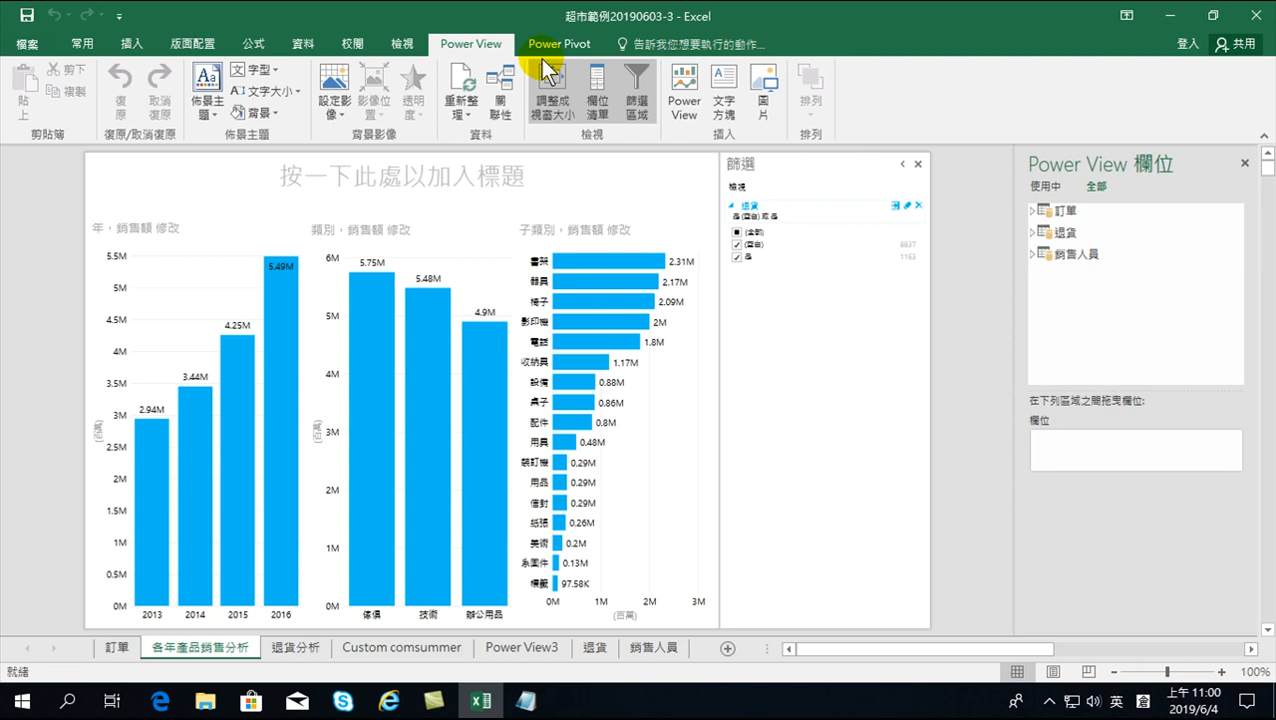 超市範例20190603-3 - Excel
檔案 常用 插入 版面配置 公式 資料 校閱 檢視 Power View Power Pivot 告訴我您想要執行的動作... 登入 共用
貼上 剪下 複製 復原 取消復原 佈景主題 字型 文字大小 背景 設定影像 影像位置 透明度 重新整理 關聯性 調整成視窗大小 欄位清單 篩選區域 Power View 文字方塊 圖片 排列
剪貼簿 復原/取消復原 佈景主題 背景影像 資料 檢視 插入 排列
按一下此處以加入標題
年，銷售額 修改
5.5M
5M
4.5M
4M
3.5M
3M
2.5M
2M
1.5M
1M
0.5M
0M
(百萬)
2.94M
3.44M
4.25M
5.49M
2013 2014 2015 2016
類別，銷售額 修改
6M
5M
4M
3M
2M
1M
0M
(百萬)
5.75M
5.48M
4.9M
傢俱 技術 辦公用品
子類別，銷售額 修改
書架 2.31M
器具 2.17M
椅子 2.09M
影印機 2M
電話 1.8M
收納具 1.17M
設備 0.88M
桌子 0.86M
配件 0.8M
用具 0.48M
裝訂機 0.29M
用品 0.29M
信封 0.29M
紙張 0.26M
美術 0.2M
系固件 0.13M
標籤 97.58K
0M 1M 2M 3M
(百萬)
篩選
檢視
退貨
是 (空白) 或 是
(全部)
(空白) 8837
是 1163
Power View 欄位
使用中 全部
訂單
退貨
銷售人員
在下列區域之間拖曳欄位:
欄位
訂單 各年產品銷售分析 退貨分析 Custom comsummer Power View3 退貨 銷售人員
就緒 100%
英 上午 11:00
2019/6/4